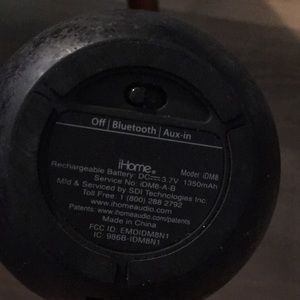 Off | Bluetooth | Aux-in
iHome.
Model iDM8
Rechargeable Battery DC 3.7V 1350mAh
Service No. iDM8-A-B
Mfd & Serviced by SDI Technologies Inc.
Toll Free: 1 (800) 288 2792
www.ihomeaudio.com
Patents: www.ihomeaudio.com/patents
Made in China
FCC ID. EMOIDM8N1
IC: 986B-IDM8N1